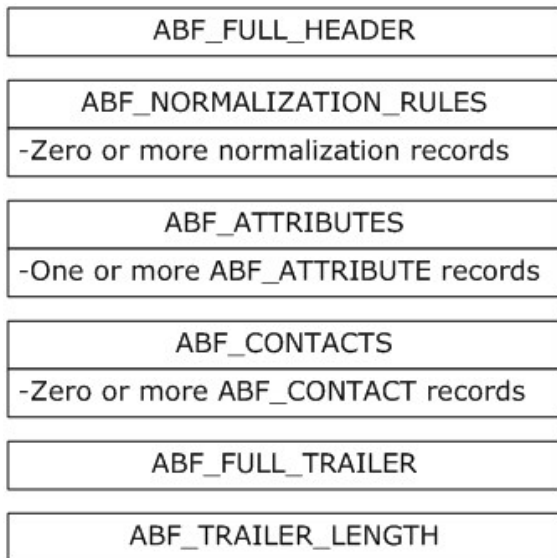 ABF_FULL_HEADER
ABF_NORMALIZATION_RULES
-Zero or more normalization records
ABF_ATTRIBUTES
-One or more ABF_ATTRIBUTE records
ABF_CONTACTS
-Zero or more ABF_CONTACT records
ABF_FULL_TRAILER
ABF_TRAILER_LENGTH